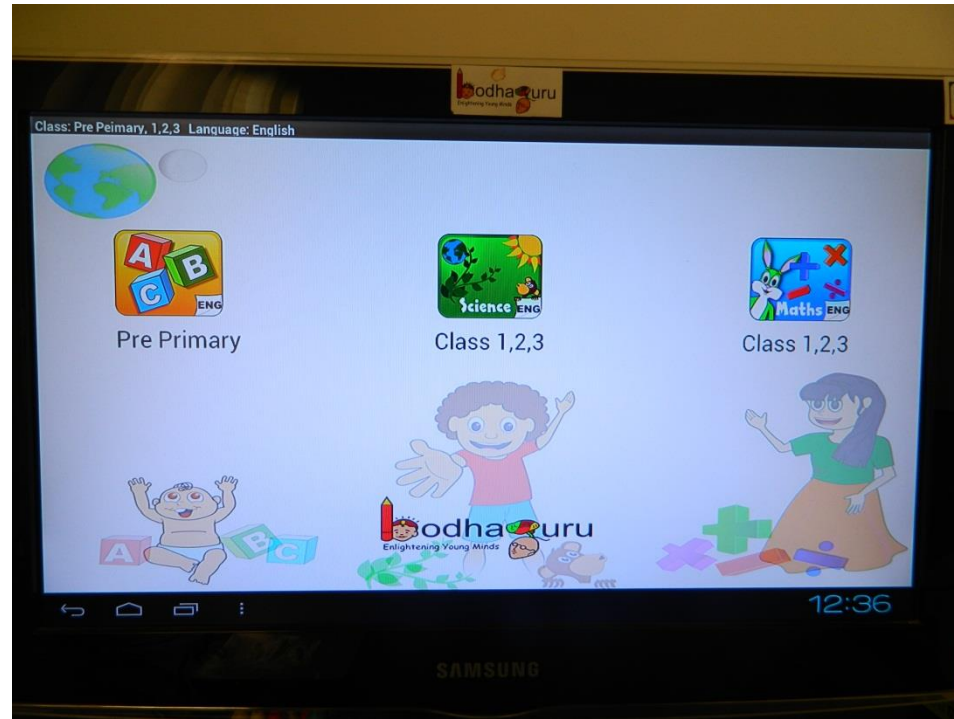 bodhaguru
Enlightening Young Minds
Class: Pre Peimary, 1,2,3 Language: English
A B C ENG
Science ENG
Maths ENG
Pre Primary
Class 1,2,3
Class 1,2,3
A B C
bodhaguru
Enlightening Young Minds
12:36
SAMSUNG